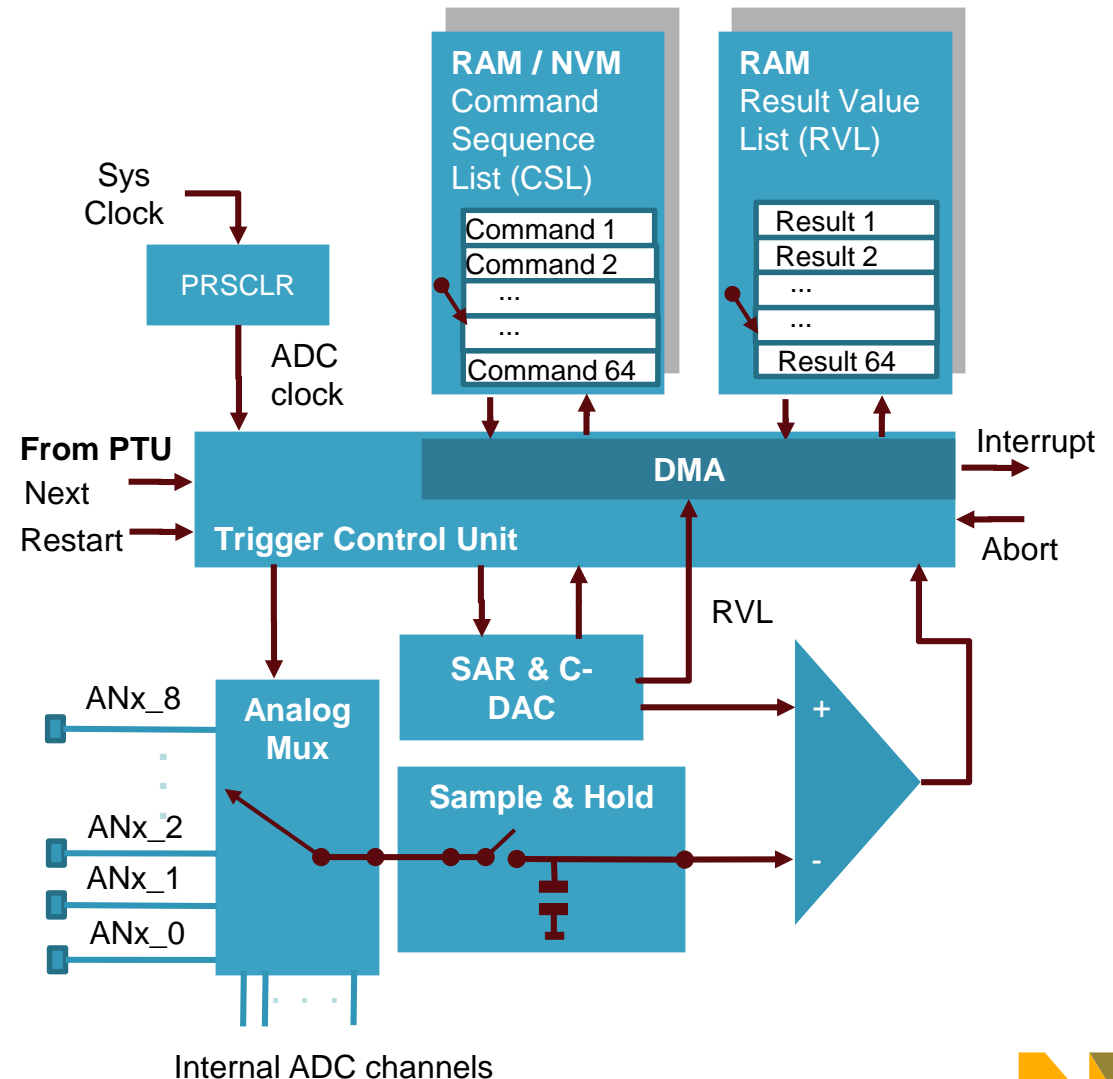 RAM / NVM
Command
Sequence
List (CSL)
Command 1
Command 2
...
...
Command 64
RAM
Result Value
List (RVL)
Result 1
Result 2
...
...
Result 64
Sys
Clock
PRSCLR
ADC
clock
From PTU
Next
Restart
DMA
Trigger Control Unit
Interrupt
Abort
RVL
SAR & C-
DAC
+
-
Analog
Mux
Sample & Hold
ANx_8
ANx_2
ANx_1
ANx_0
Internal ADC channels